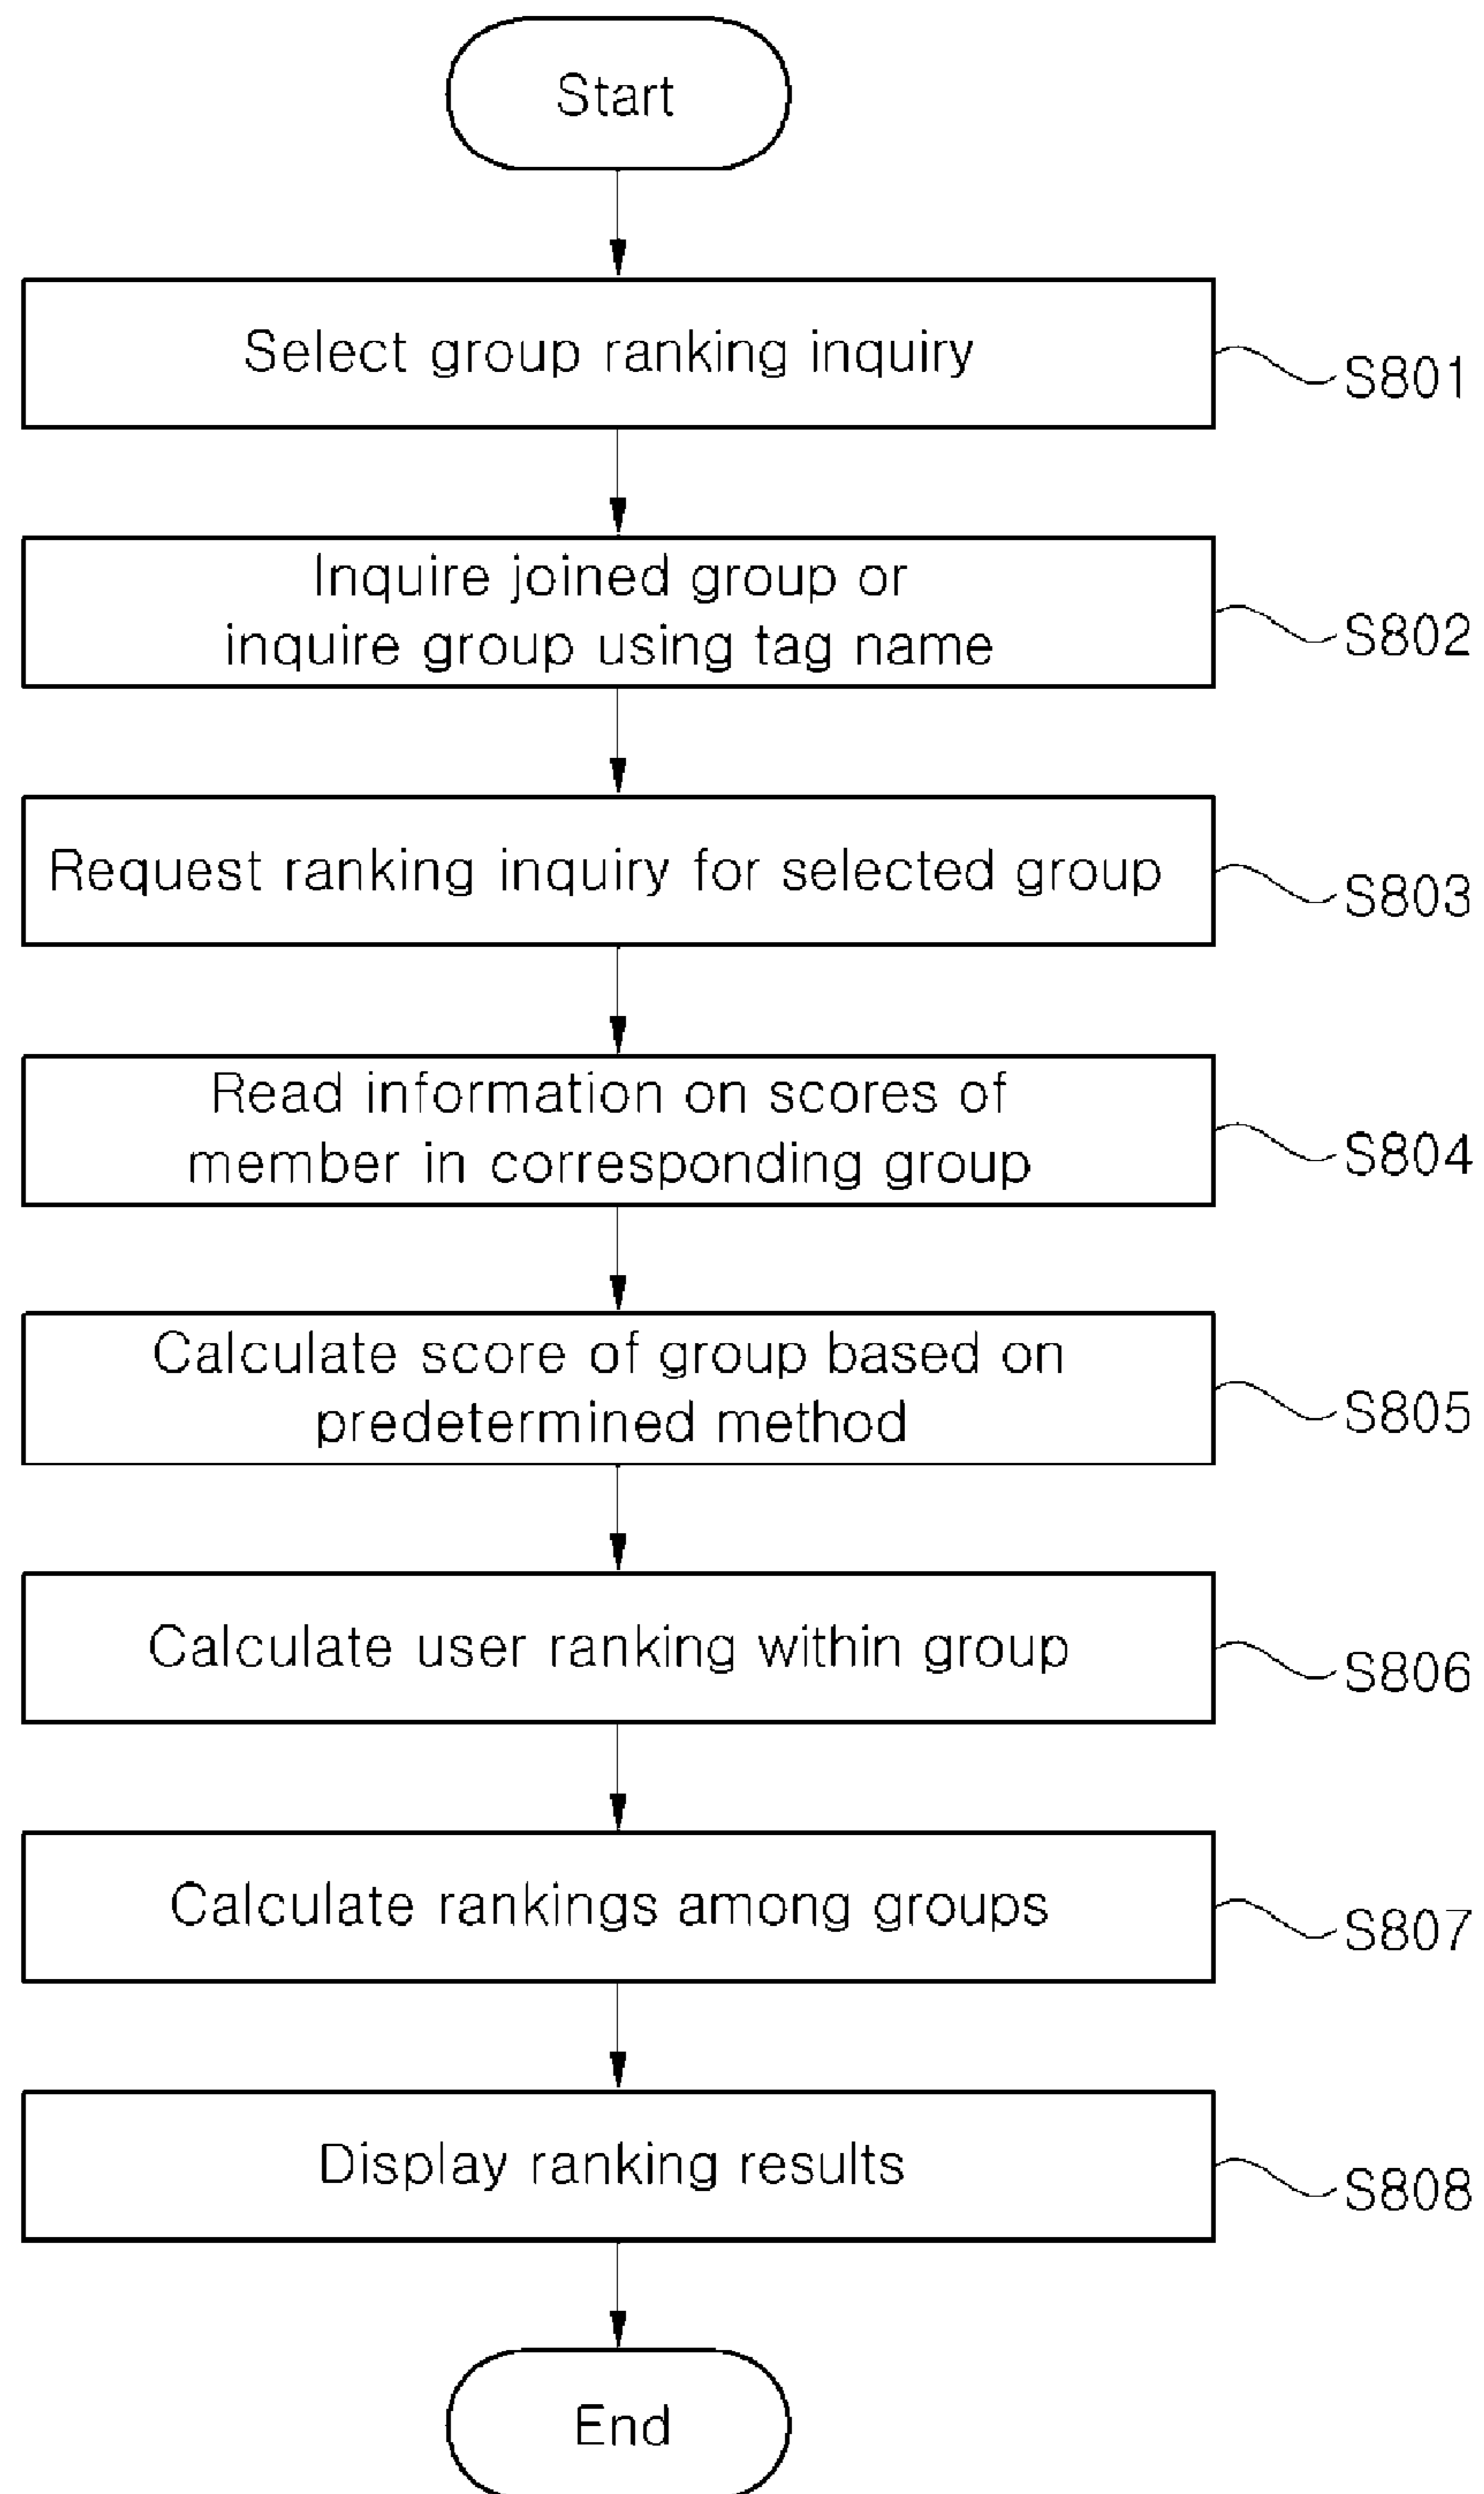 Start
Select group ranking inquiry
S801
Inquire joined group or
inquire group using tag name
S802
Request ranking inquiry for selected group
S803
Read information on scores of
member in corresponding group
S804
Calculate score of group based on
predetermined method
S805
Calculate user ranking within group
S806
Calculate rankings among groups
S807
Display ranking results
S808
End